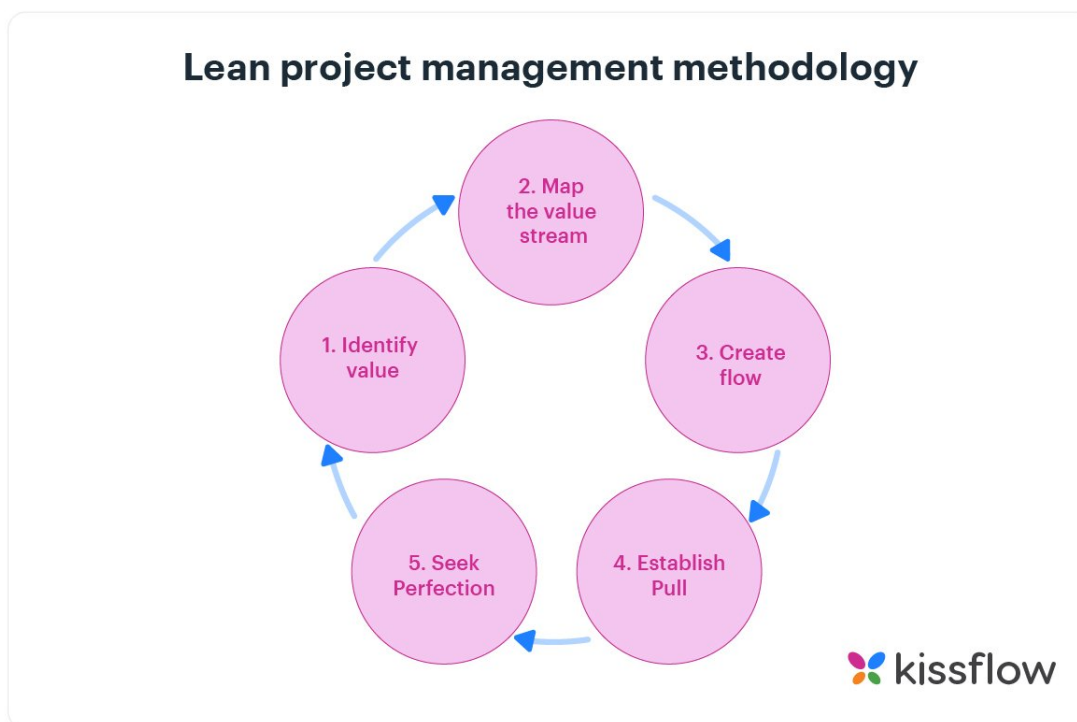 Lean project management methodology
1. Identify
value
2. Map
the value
stream
3. Create
flow
4. Establish
Pull
5. Seek
Perfection
kissflow